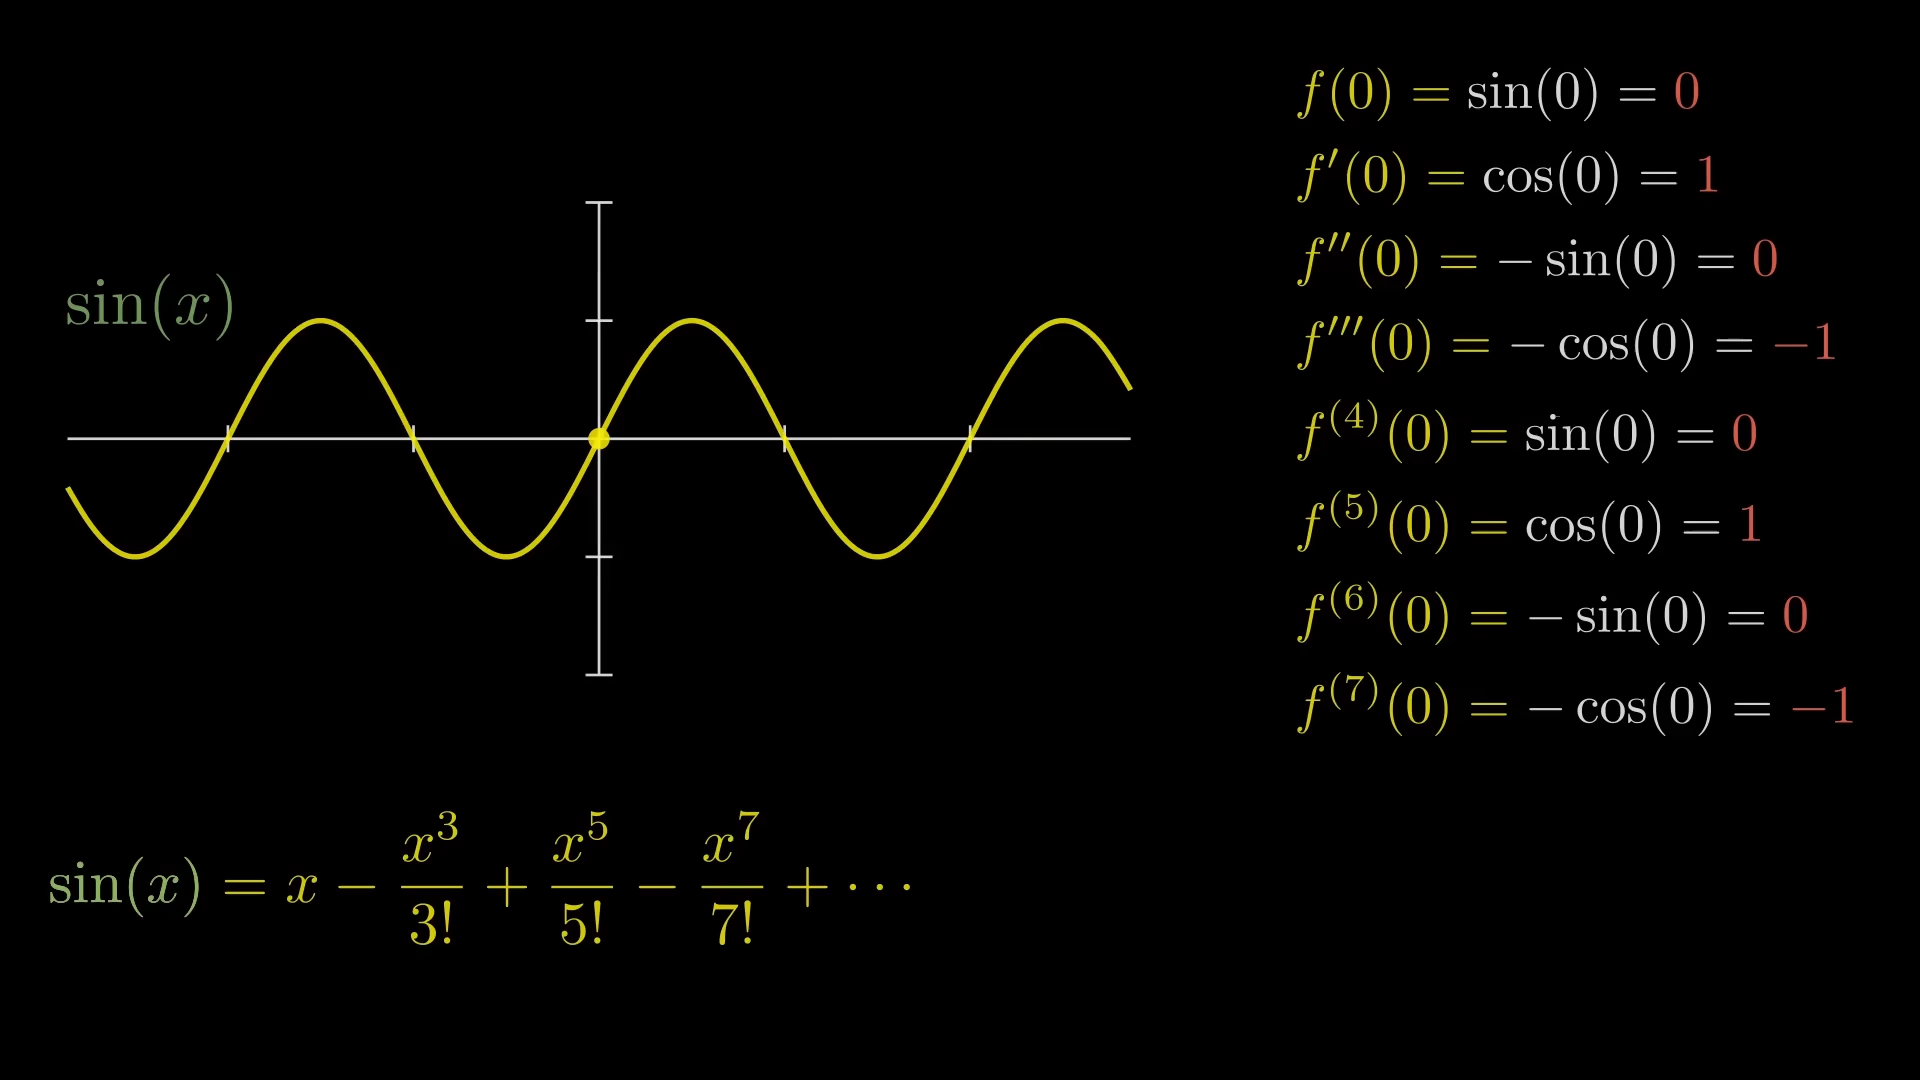 sin(x)
f(0) = sin(0) = 0
f′(0) = cos(0) = 1
f″(0) = − sin(0) = 0
f‴(0) = − cos(0) = −1
f⁽⁴⁾(0) = sin(0) = 0
f⁽⁵⁾(0) = cos(0) = 1
f⁽⁶⁾(0) = − sin(0) = 0
f⁽⁷⁾(0) = − cos(0) = −1
sin(x) = x − x³/3! + x⁵/5! − x⁷/7! + ⋯